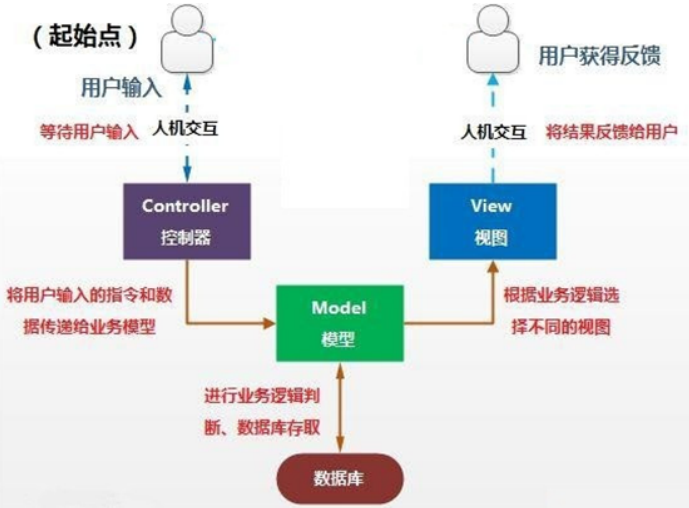 （起始点）
用户输入
用户获得反馈
等待用户输入
人机交互
人机交互
将结果反馈给用户
Controller
控制器
View
视图
将用户输入的指令和数
据传递给业务模型
Model
模型
根据业务逻辑选
择不同的视图
进行业务逻辑判
断、数据库存取
数据库